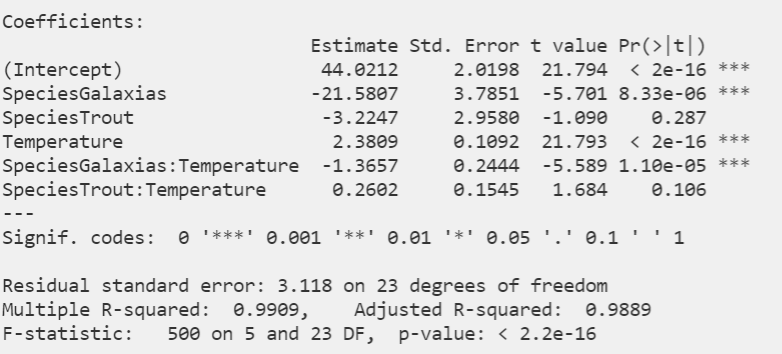 Coefficients:
                         Estimate Std. Error t value Pr(>|t|)
(Intercept)               44.0212     2.0198  21.794  < 2e-16 ***
SpeciesGalaxias          -21.5807     3.7851  -5.701 8.33e-06 ***
SpeciesTrout              -3.2247     2.9580  -1.090    0.287
Temperature                2.3809     0.1092  21.793  < 2e-16 ***
SpeciesGalaxias:Temperature  -1.3657     0.2444  -5.589 1.10e-05 ***
SpeciesTrout:Temperature   0.2602     0.1545   1.684    0.106
---
Signif. codes:  0 '***' 0.001 '**' 0.01 '*' 0.05 '.' 0.1 ' ' 1
Residual standard error: 3.118 on 23 degrees of freedom
Multiple R-squared:  0.9909,    Adjusted R-squared:  0.9889
F-statistic:   500 on 5 and 23 DF,  p-value: < 2.2e-16